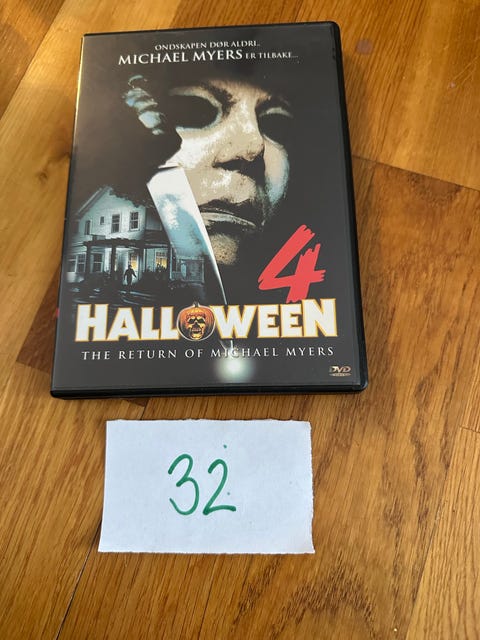 ONDSKAPEN DØR ALDRI..
MICHAEL MYERS ER TILBAKE...
4
HALLOWEEN
THE RETURN OF MICHAEL MYERS
DVD
32